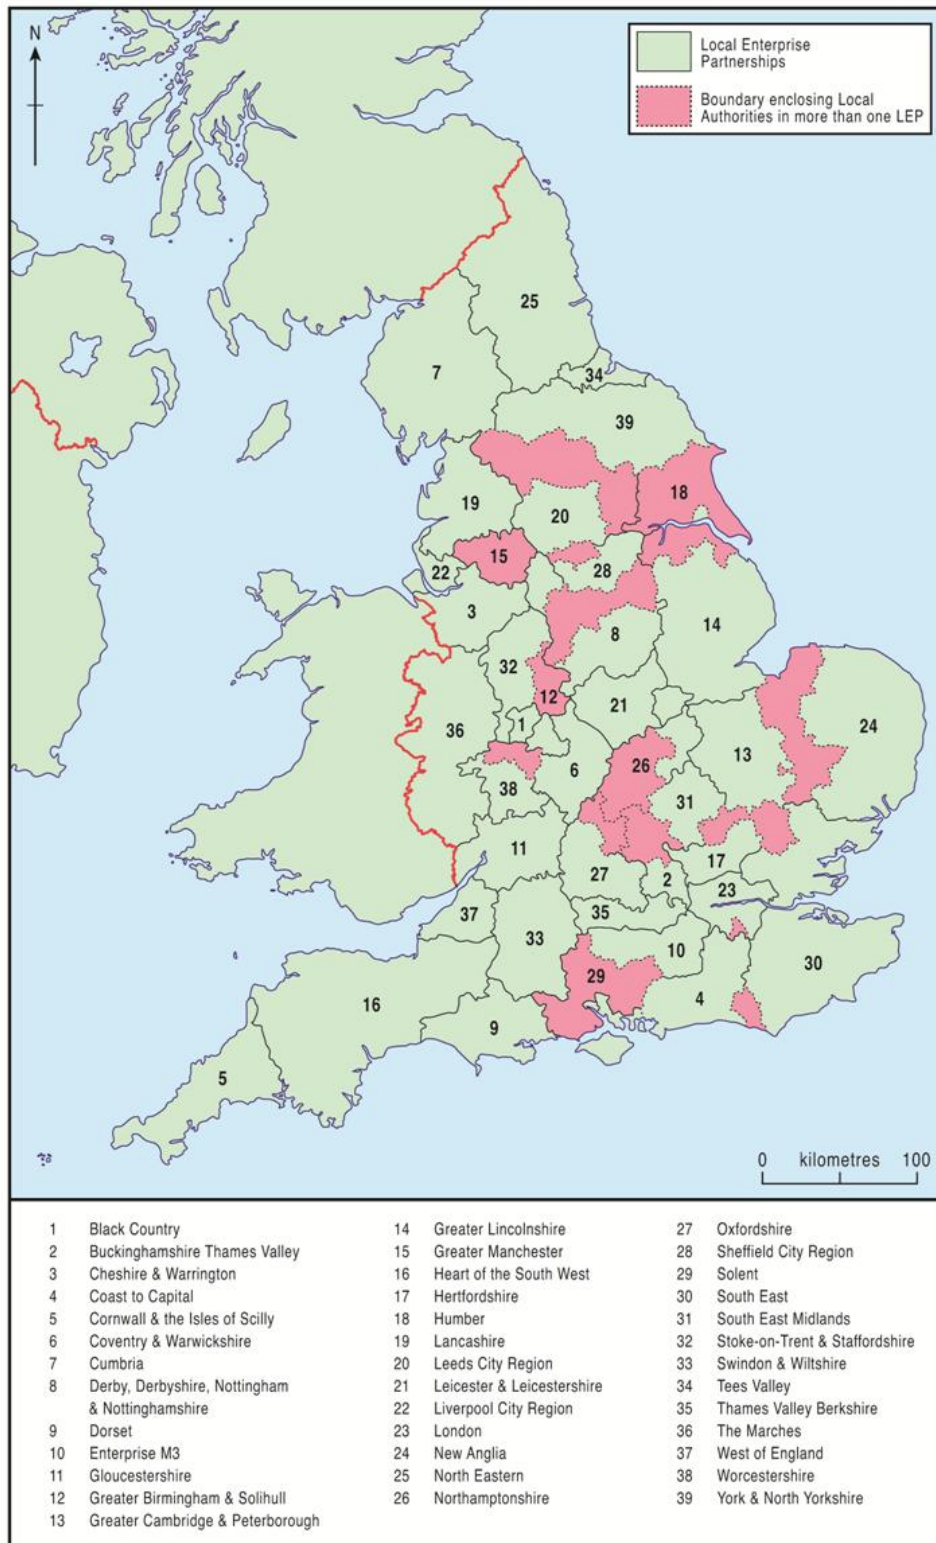 N
Local Enterprise
Partnerships
Boundary enclosing Local
Authorities in more than one LEP
25
7
34
39
19
20
18
15
22
28
3
14
8
32
12
21
24
36
1
26
13
6
38
31
11
17
27
2
23
37
35
33
10
30
29
4
16
9
5
0 kilometres 100
1 Black Country
2 Buckinghamshire Thames Valley
3 Cheshire & Warrington
4 Coast to Capital
5 Cornwall & the Isles of Scilly
6 Coventry & Warwickshire
7 Cumbria
8 Derby, Derbyshire, Nottingham
& Nottinghamshire
9 Dorset
10 Enterprise M3
11 Gloucestershire
12 Greater Birmingham & Solihull
13 Greater Cambridge & Peterborough
14 Greater Lincolnshire
15 Greater Manchester
16 Heart of the South West
17 Hertfordshire
18 Humber
19 Lancashire
20 Leeds City Region
21 Leicester & Leicestershire
22 Liverpool City Region
23 London
24 New Anglia
25 North Eastern
26 Northamptonshire
27 Oxfordshire
28 Sheffield City Region
29 Solent
30 South East
31 South East Midlands
32 Stoke-on-Trent & Staffordshire
33 Swindon & Wiltshire
34 Tees Valley
35 Thames Valley Berkshire
36 The Marches
37 West of England
38 Worcestershire
39 York & North Yorkshire